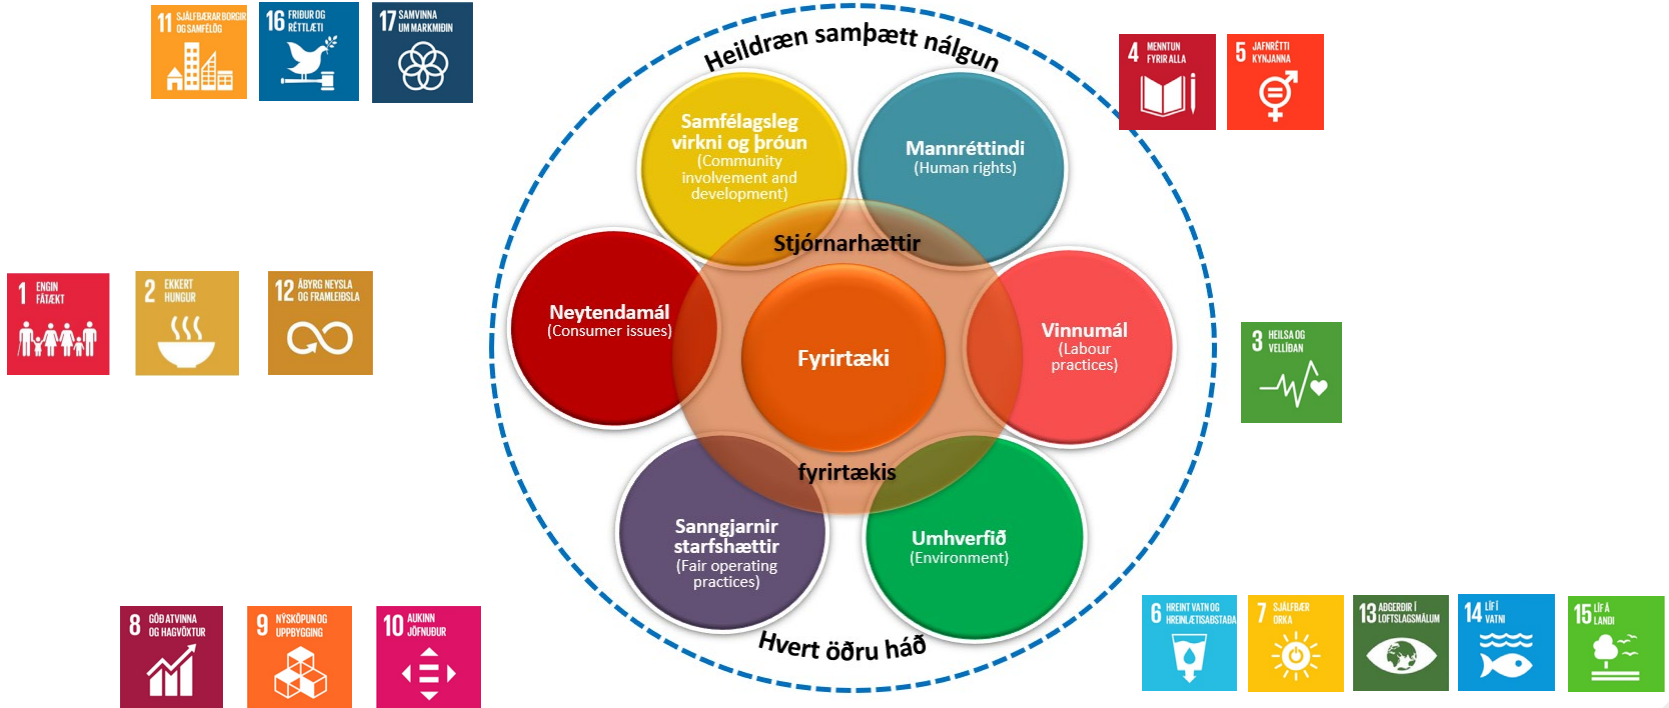 11 SJÁLFBÆRAR BORGIR
OG SAMFÉLÖG
16 FRIÐUR OG
RÉTTLÆTI
17 SAMVINNA
UM MARKMIÐIN
Heildræn samþætt nálgun
4 MENNTUN
FYRIR ALLA
5 JAFNRÉTTI
KYNJANNA
Samfélagsleg
virkni og þróun
(Community
involvement and
development)
Mannréttindi
(Human rights)
Stjórnarhættir
1 ENGIN
FÁTÆKT
2 EKKERT
HUNGUR
12 ÁBYRG NEYSLA
OG FRAMLEIÐSLA
Neytendamál
(Consumer issues)
Fyrirtæki
Vinnumál
(Labour
practices)
3 HEILSA OG
VELLÍÐAN
fyrirtækis
Sanngjarnir
starfshættir
(Fair operating
practices)
Umhverfið
(Environment)
8 GÓÐ ATVINNA
OG HAGVÖXTUR
9 NÝSKÖPUN OG
UPPBYGGING
10 AUKINN
JÖFNUÐUR
Hvert öðru háð
6 HREINT VATN OG
HREINLÆTISAÐSTAÐA
7 SJÁLFBÆR
ORKA
13 AÐGERÐIR Í
LOFTSLAGSMÁLUM
14 LÍF Í
VATNI
15 LÍF Á
LANDI